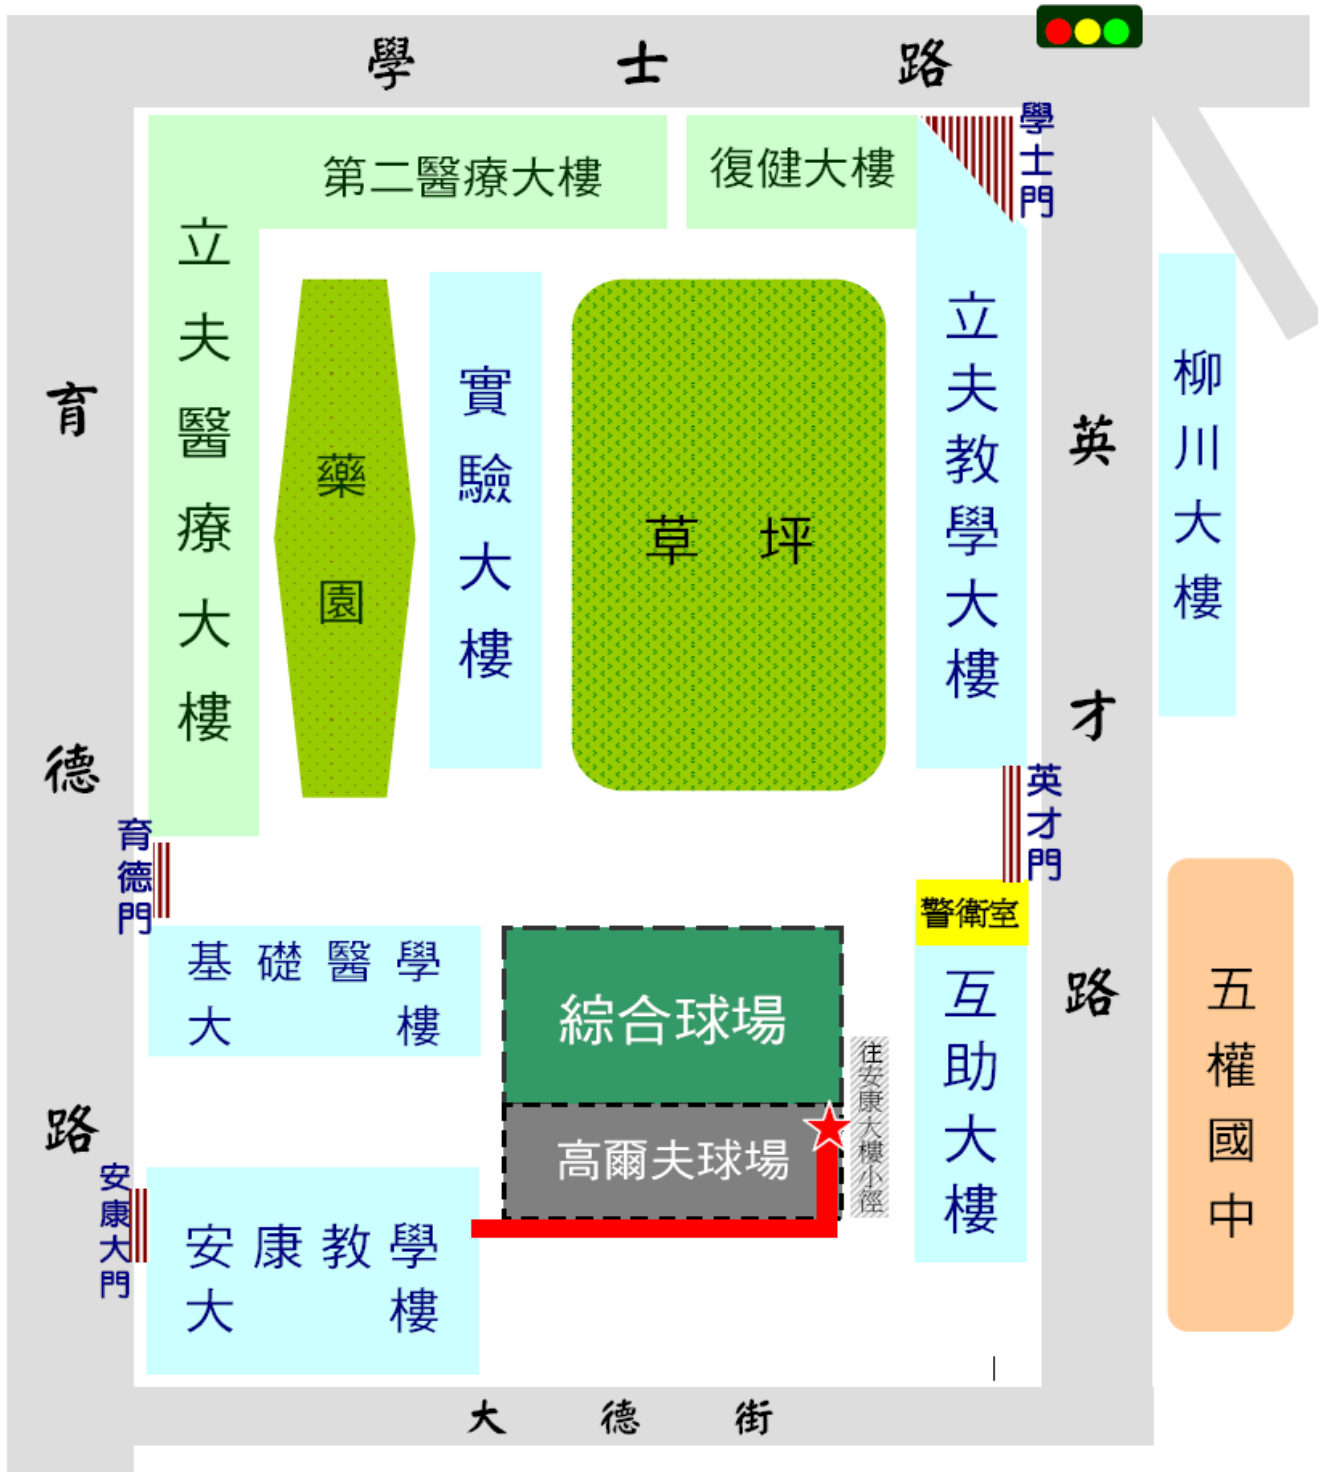 學士路
學士門
第二醫療大樓
復健大樓
立夫醫療大樓
藥園
實驗大樓
草坪
立夫教學大樓
柳川大樓
育德路
英才路
英才門
育德門
警衛室
基礎醫學
大樓
綜合球場
互助大樓
五權國中
往安康大樓小徑
高爾夫球場
安康大門
安康教學
大樓
大德街